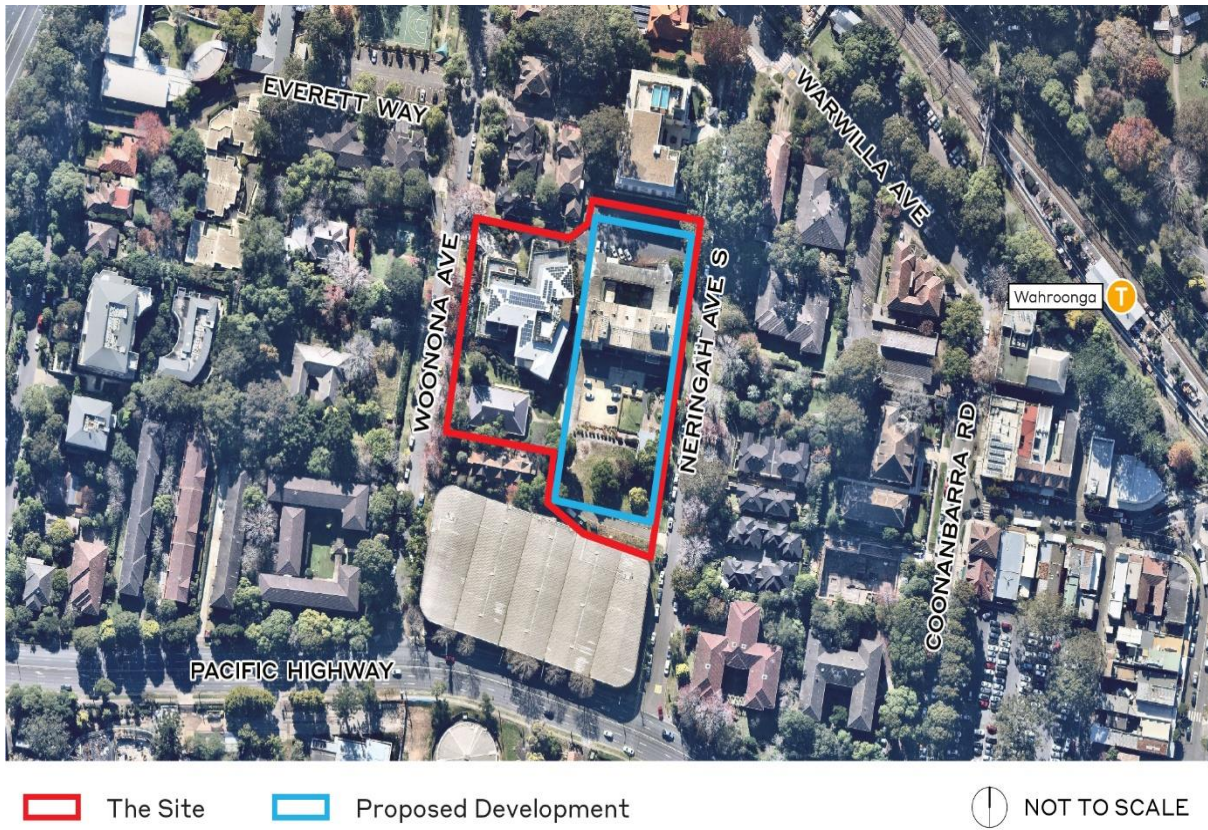 EVERETT WAY
WARWILLA AVE
WOONONA AVE
NERINGAH AVE S
Wahroonga T
COONANBARRA RD
PACIFIC HIGHWAY
The Site
Proposed Development
NOT TO SCALE